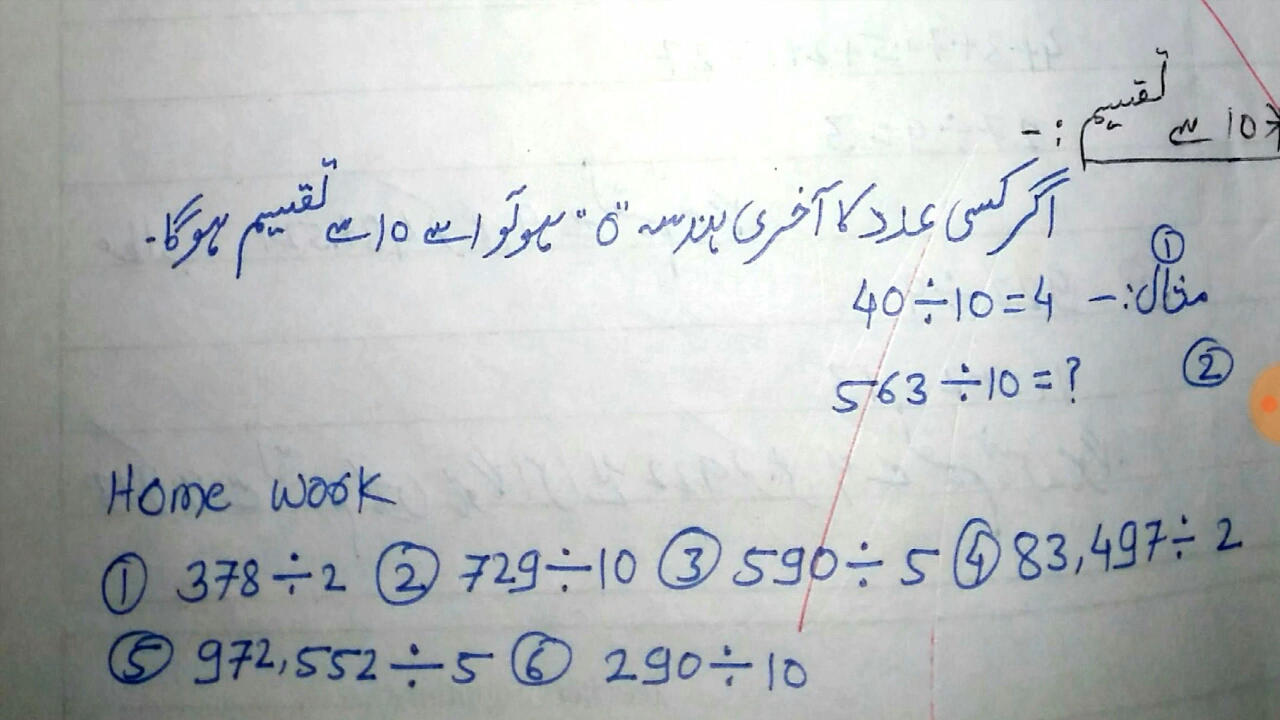 10 سے تقسیم :-
اگر کسی عدد کا آخری ہندسہ "0" ہو تو اسے 10 سے تقسیم ہوگا۔
① مثال:- 40÷10=4
② 563÷10=?
Home work
① 378÷2 ② 729÷10 ③ 590÷5 ④ 83,497÷2
⑤ 972,552÷5 ⑥ 290÷10